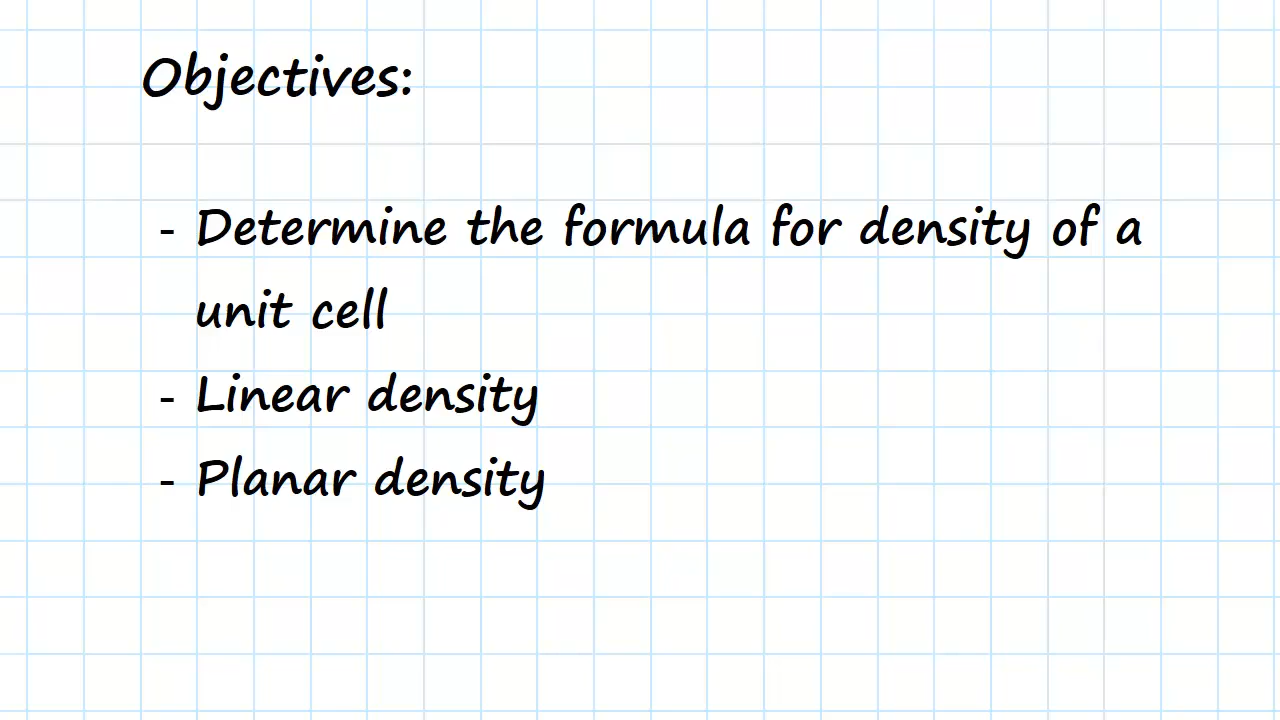 Objectives:
- Determine the formula for density of a
unit cell
- Linear density
- Planar density